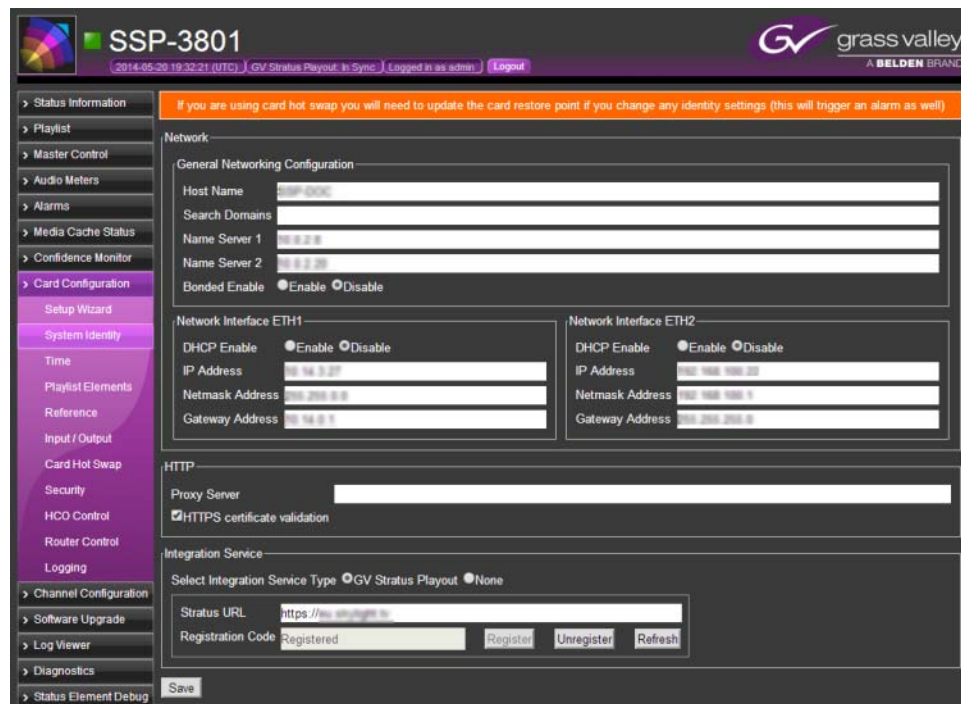 SSP-3801
2014-05-20 19:32:21 (UTC) GV Stratus Playout: In Sync Logged in as admin Logout
GV grass valley
A BELDEN BRAND
If you are using card hot swap you will need to update the card restore point if you change any identity settings (this will trigger an alarm as well)
Status Information
Playlist
Master Control
Audio Meters
Alarms
Media Cache Status
Confidence Monitor
Card Configuration
Setup Wizard
System Identity
Time
Playlist Elements
Reference
Input / Output
Card Hot Swap
Security
HCO Control
Router Control
Logging
Channel Configuration
Software Upgrade
Log Viewer
Diagnostics
Status Element Debug
Network
General Networking Configuration
Host Name
Search Domains
Name Server 1
Name Server 2
Bonded Enable Enable Disable
Network Interface ETH1
DHCP Enable Enable Disable
IP Address
Netmask Address
Gateway Address
Network Interface ETH2
DHCP Enable Enable Disable
IP Address
Netmask Address
Gateway Address
HTTP
Proxy Server
HTTPS certificate validation
Integration Service
Select Integration Service Type GV Stratus Playout None
Stratus URL https://
Registration Code Registered Register Unregister Refresh
Save